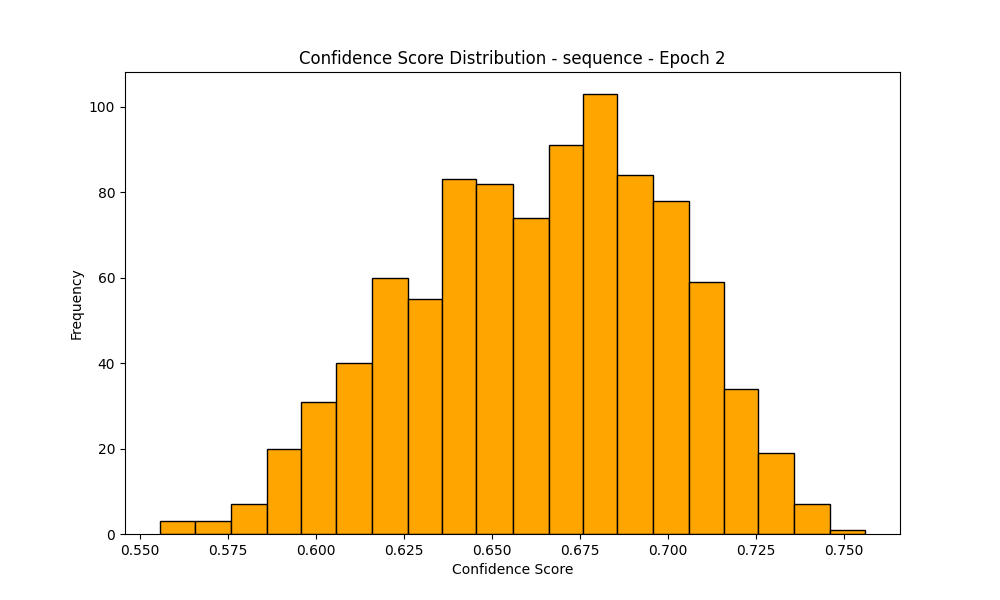 Confidence Score Distribution - sequence - Epoch 2
Frequency
100
80
60
40
20
0
0.550 0.575 0.600 0.625 0.650 0.675 0.700 0.725 0.750
Confidence Score